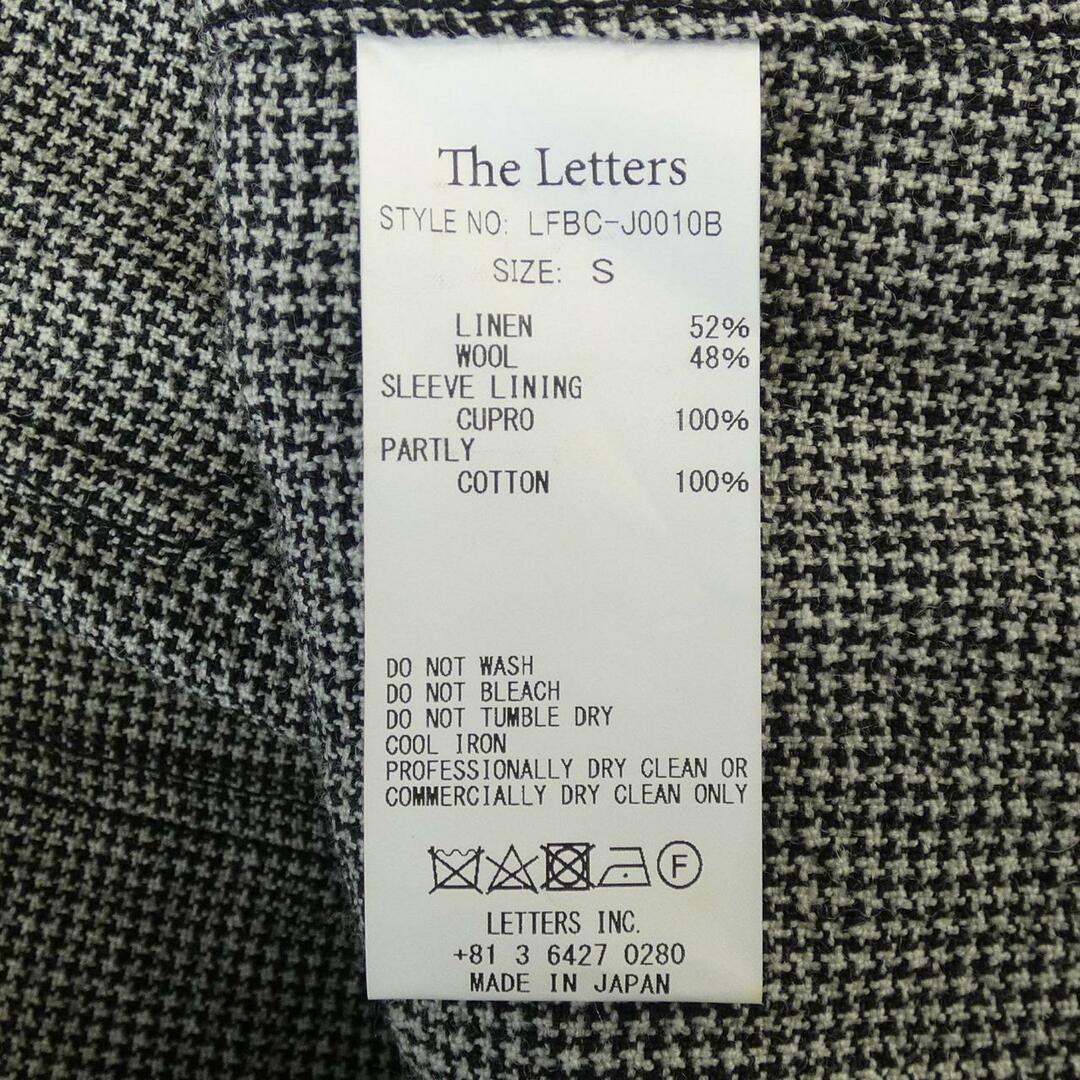 The Letters
STYLE NO: LFBC-J0010B
SIZE: S
LINEN 52%
WOOL 48%
SLEEVE LINING
CUPRO 100%
PARTLY
COTTON 100%
DO NOT WASH
DO NOT BLEACH
DO NOT TUMBLE DRY
COOL IRON
PROFESSIONALLY DRY CLEAN OR
COMMERCIALLY DRY CLEAN ONLY
F
LETTERS INC.
+81 3 6427 0280
MADE IN JAPAN